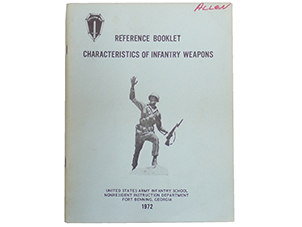 ALLEN
REFERENCE BOOKLET
CHARACTERISTICS OF INFANTRY WEAPONS
UNITED STATES ARMY INFANTRY SCHOOL
NONRESIDENT INSTRUCTION DEPARTMENT
FORT BENNING, GEORGIA
1972